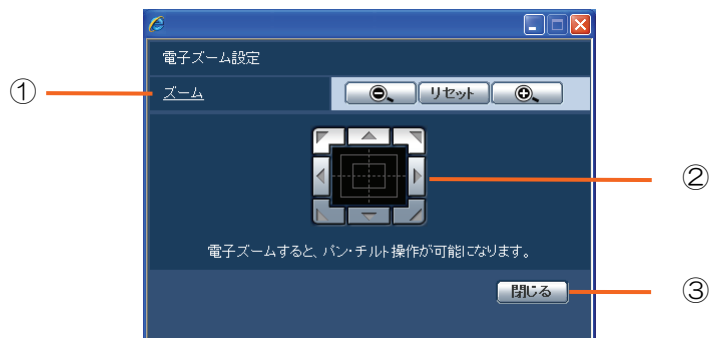 電子ズーム設定
① ズーム リセット
②
電子ズームすると、パン・チルト操作が可能になります。
閉じる ③